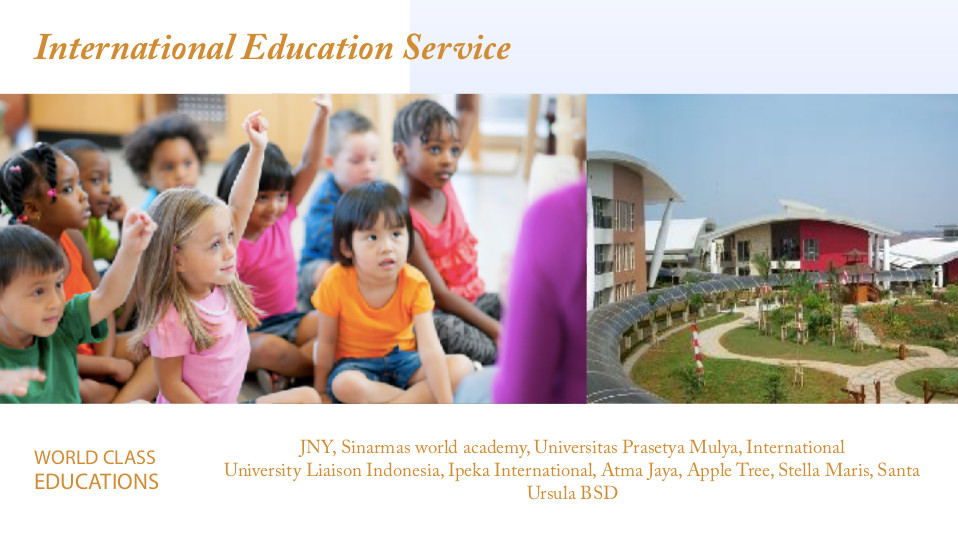 International Education Service
WORLD CLASS
EDUCATIONS
JNY, Sinarmas world academy, Universitas Prasetya Mulya, International
University Liaison Indonesia, Ipeka International, Atma Jaya, Apple Tree, Stella Maris, Santa
Ursula BSD